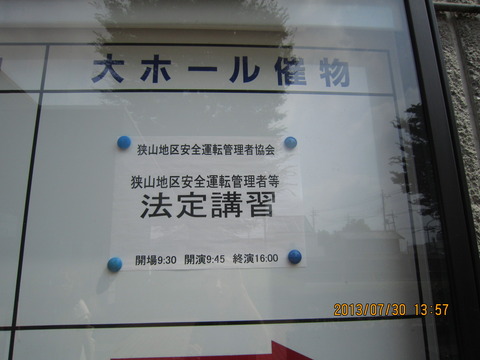 大ホール催物
狭山地区安全運転管理者協会
狭山地区安全運転管理者等
法定講習
開場9:30 開演9:45 終演16:00
2013/07/30 13:57